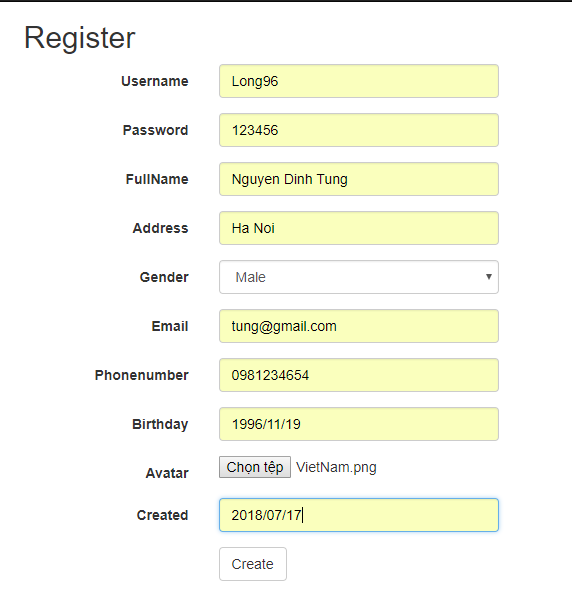 Register
Username Long96
Password 123456
FullName Nguyen Dinh Tung
Address Ha Noi
Gender Male
Email tung@gmail.com
Phonenumber 0981234654
Birthday 1996/11/19
Avatar Chọn tệp VietNam.png
Created 2018/07/17
Create